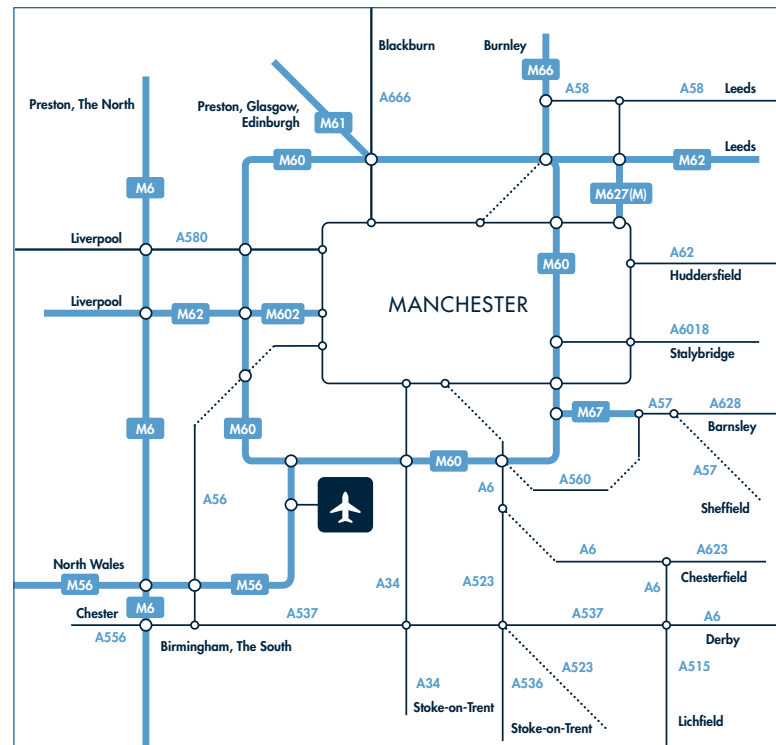 Blackburn
Burnley
M66
A58
A58
Leeds
Preston, The North
A666
Preston, Glasgow,
Edinburgh
M61
M60
M62
Leeds
M6
M627(M)
Liverpool
A580
A62
Huddersfield
M60
Liverpool
M62
M602
MANCHESTER
A6018
Stalybridge
M6
M60
M67
A57
A628
Barnsley
M60
A6
A560
A57
Sheffield
A56
North Wales
M56
M56
A34
A523
A6
A623
Chesterfield
A6
M6
Chester
A556
A537
A537
A6
Derby
Birmingham, The South
A34
A536
A523
A515
Stoke-on-Trent
Stoke-on-Trent
Lichfield